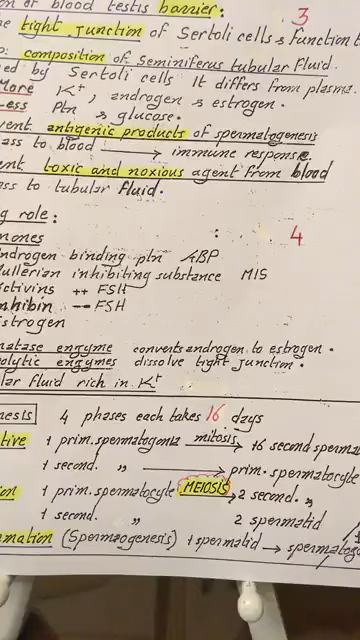 of blood testis barrier:
3
tight junction of Sertoli cells & function
composition of Seminiferus tubular Fluid.
by Sertoli cells It differs from plasma.
More K+, androgen & estrogen.
Less Ptn & glucose.
antigenic products of spermatogenesis
to blood → immune response.
toxic and noxious agent from blood
to tubular fluid.
role:
: 4
androgen binding ptn ABP
Mullerian inhibiting substance MIS
activins ++ FSH
inhibin -- FSH
Estrogen
enzyme converts androgen to estrogen.
enzymes dissolve tight junction.
Fluid rich in K+
4 phases each takes 16 days
1 prim. spermatogonia mitosis → 16 second sperma
1 second. „ → prim. spermatocyte
1 prim. spermatocyte MEIOSIS → 2 second. „
1 second. „ 2 spermatid
(Spermiogenesis) 1 spermatid → spermatoz